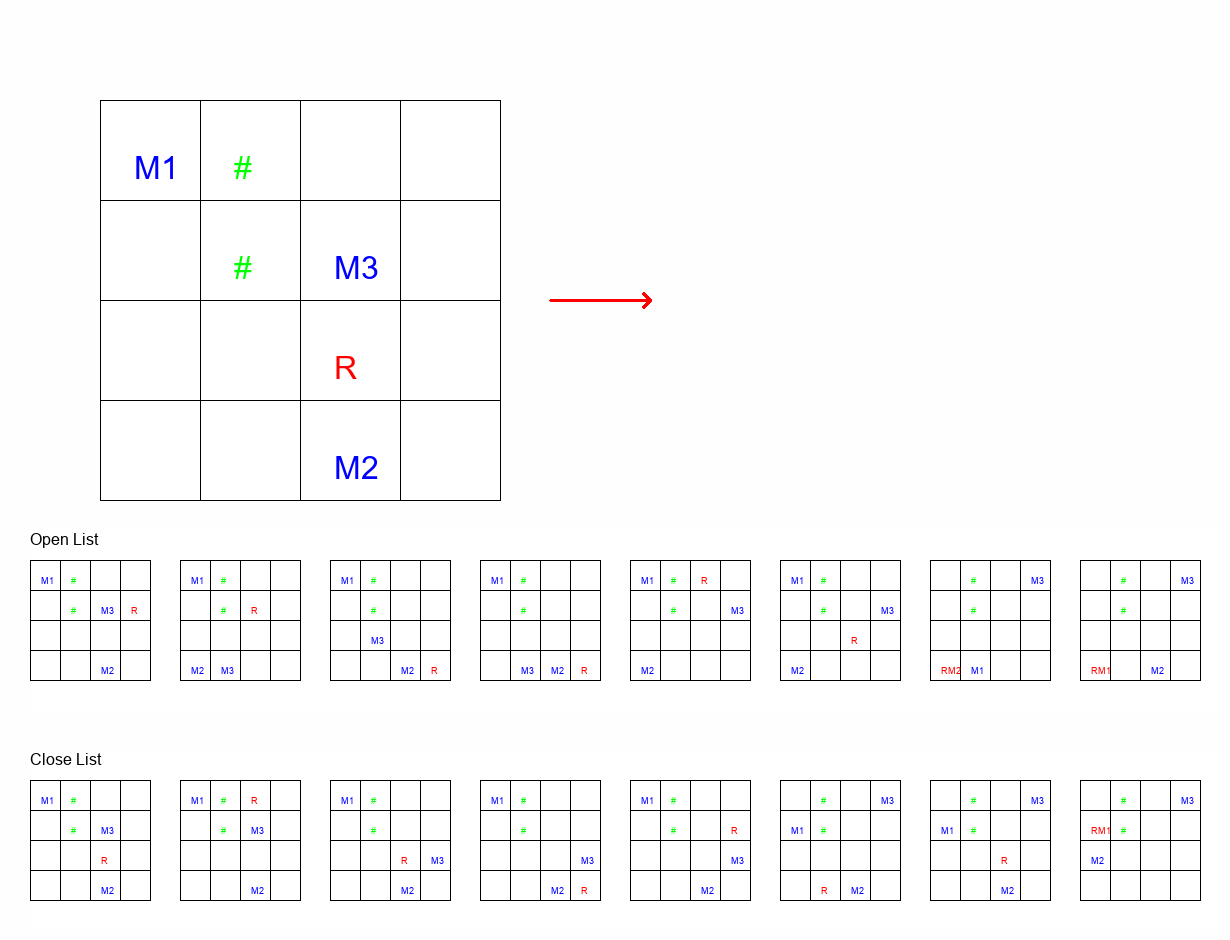 M1 #
# M3
R
M2
Open List
M1 # M1 # M1 # M1 # M1 # R M1 # # M3 # M3
# M3 R # R # # # M3 # M3 # #
M3 R
M2 M2 M3 M2 R M3 M2 R M2 M2 RM2 M1 RM1 M2
Close List
M1 # M1 # R M1 # M1 # M1 # # M3 # M3 # M3
# M3 # M3 # # # R M1 # M1 # RM1 #
R R M3 M3 M3 R M2
M2 M2 M2 M2 R M2 R M2 M2